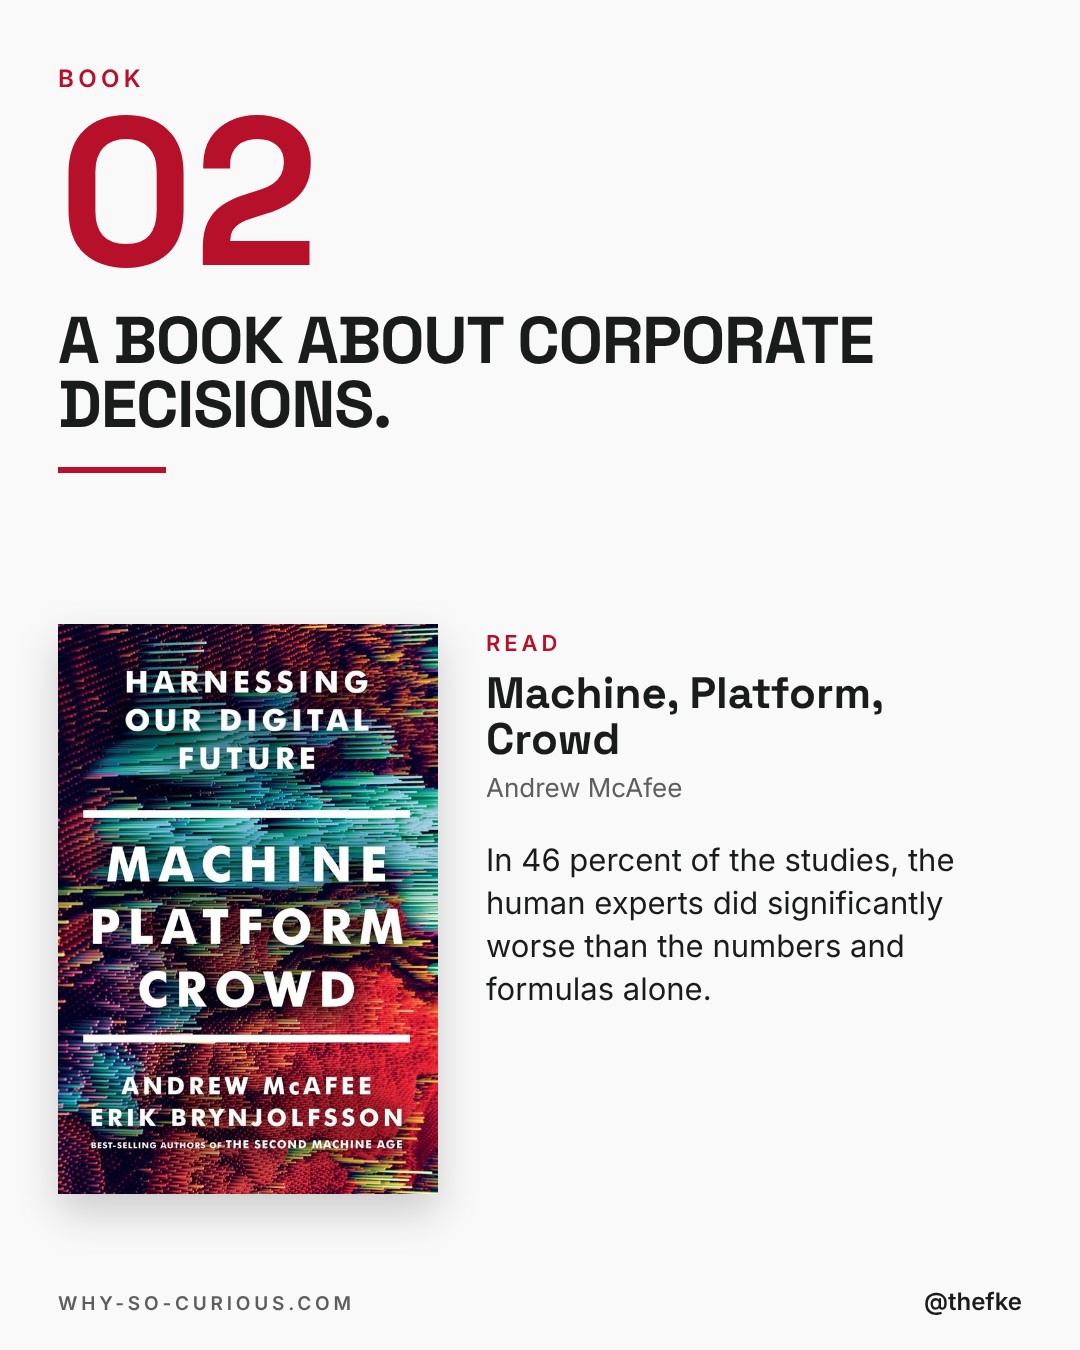 BOOK
02
A BOOK ABOUT CORPORATE
DECISIONS.
HARNESSING
OUR DIGITAL
FUTURE
MACHINE
PLATFORM
CROWD
ANDREW McAFEE
ERIK BRYNJOLFSSON
BEST-SELLING AUTHORS OF THE SECOND MACHINE AGE
READ
Machine, Platform,
Crowd
Andrew McAfee
In 46 percent of the studies, the
human experts did significantly
worse than the numbers and
formulas alone.
WHY-SO-CURIOUS.COM
@thefke